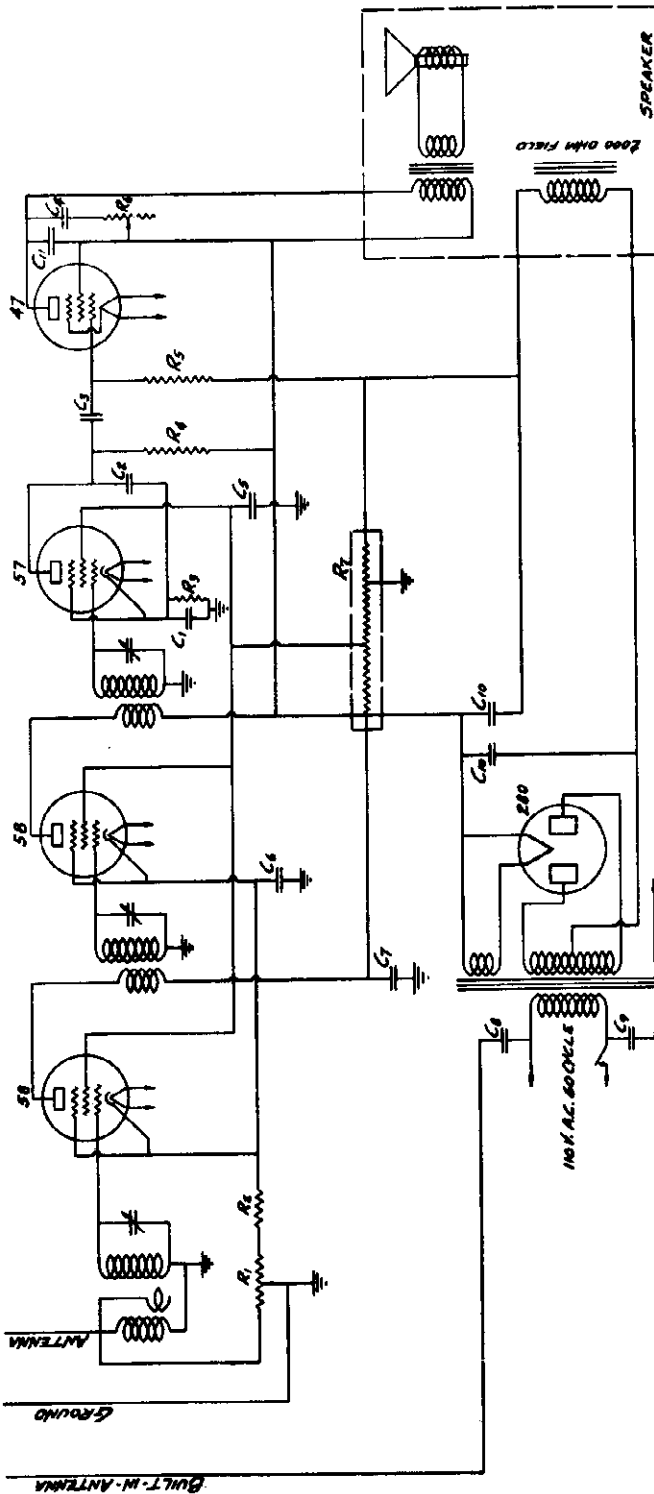 BUILT-IN-ANTENNA
GROUND
ANTENNA
58
58
57
47
C11
C4
R6
C3
C2
R4
R5
C1
R3
C5
R1
R2
C6
R7
C7
C8
110 V. A.C. 60 CYCLE
C9
280
C10
C10
2000 OHM FIELD
SPEAKER